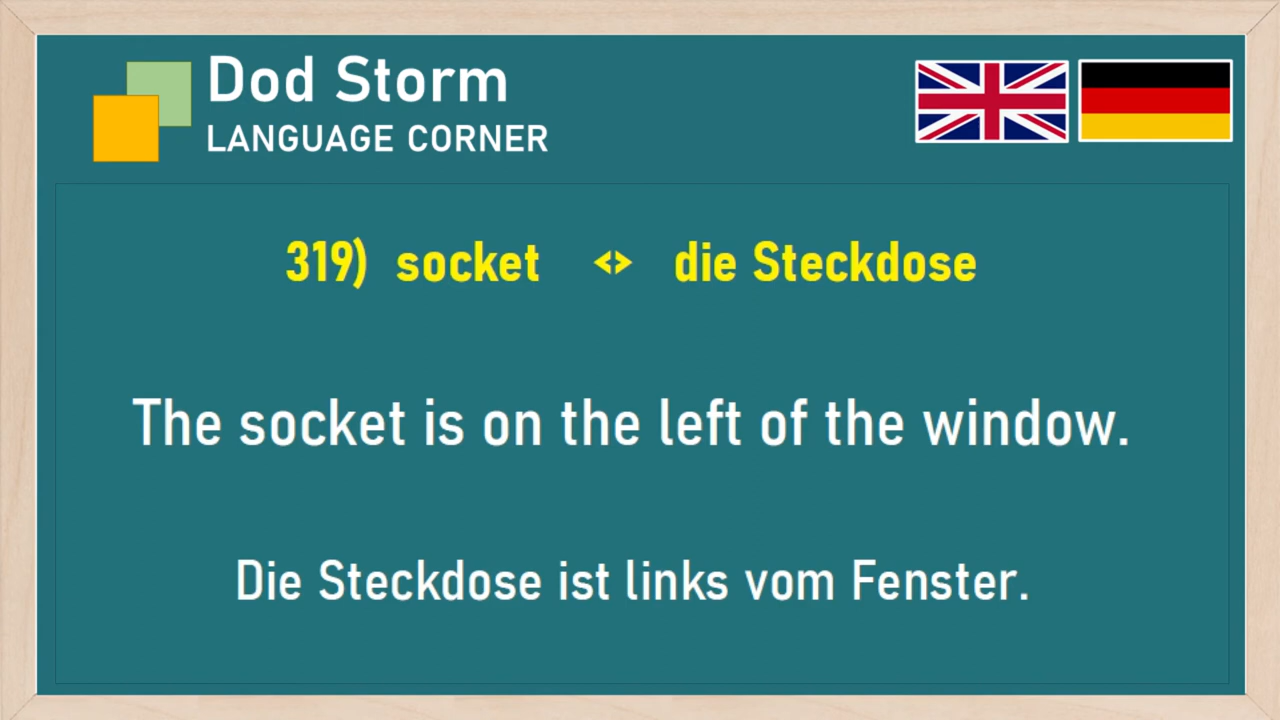 Dod Storm
LANGUAGE CORNER
319) socket <> die Steckdose
The socket is on the left of the window.
Die Steckdose ist links vom Fenster.